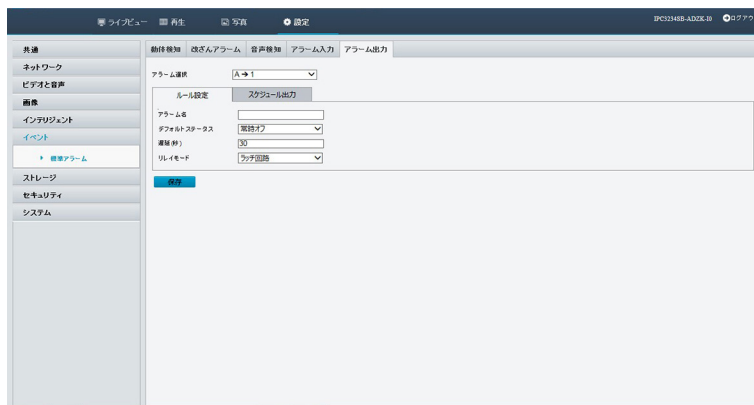 ライブビュー 再生 写真 設定 IPC3234SB-ADZK-I0 ログアウ
共通
ネットワーク
ビデオと音声
画像
インテリジェント
イベント
標準アラーム
ストレージ
セキュリティ
システム
動体検知 改ざんアラーム 音声検知 アラーム入力 アラーム出力
アラーム選択 A→1
ルール設定 スケジュール出力
アラーム名
デフォルトステータス 常時オフ
遅延(秒) 30
リレイモード ラッチ回路
保存